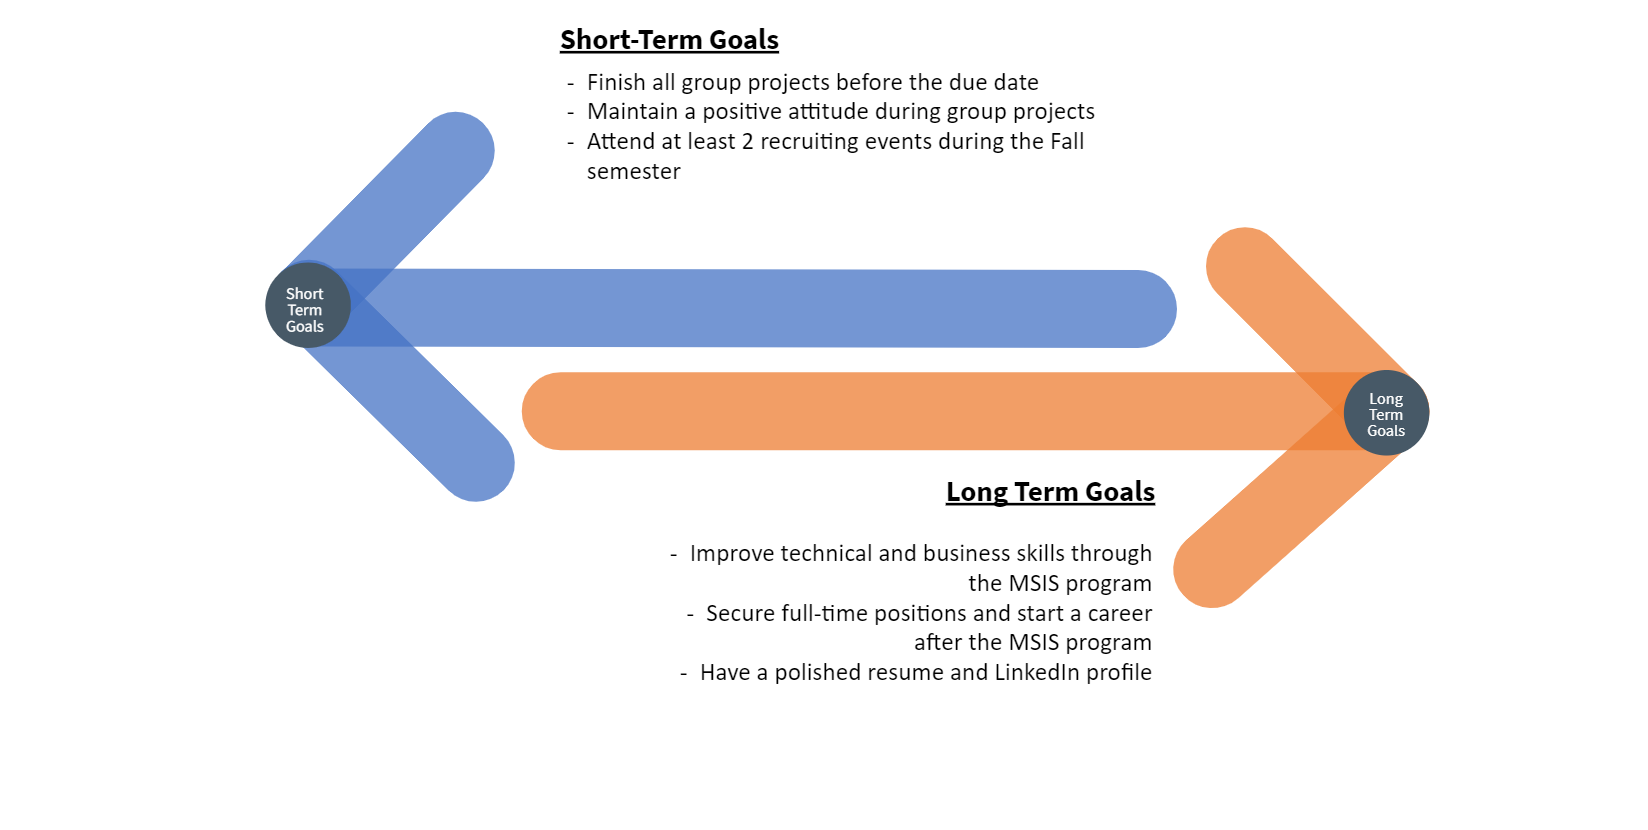 Short-Term Goals
- Finish all group projects before the due date
- Maintain a positive attitude during group projects
- Attend at least 2 recruiting events during the Fall
semester
Short
Term
Goals
Long
Term
Goals
Long Term Goals
- Improve technical and business skills through
the MSIS program
- Secure full-time positions and start a career
after the MSIS program
- Have a polished resume and LinkedIn profile